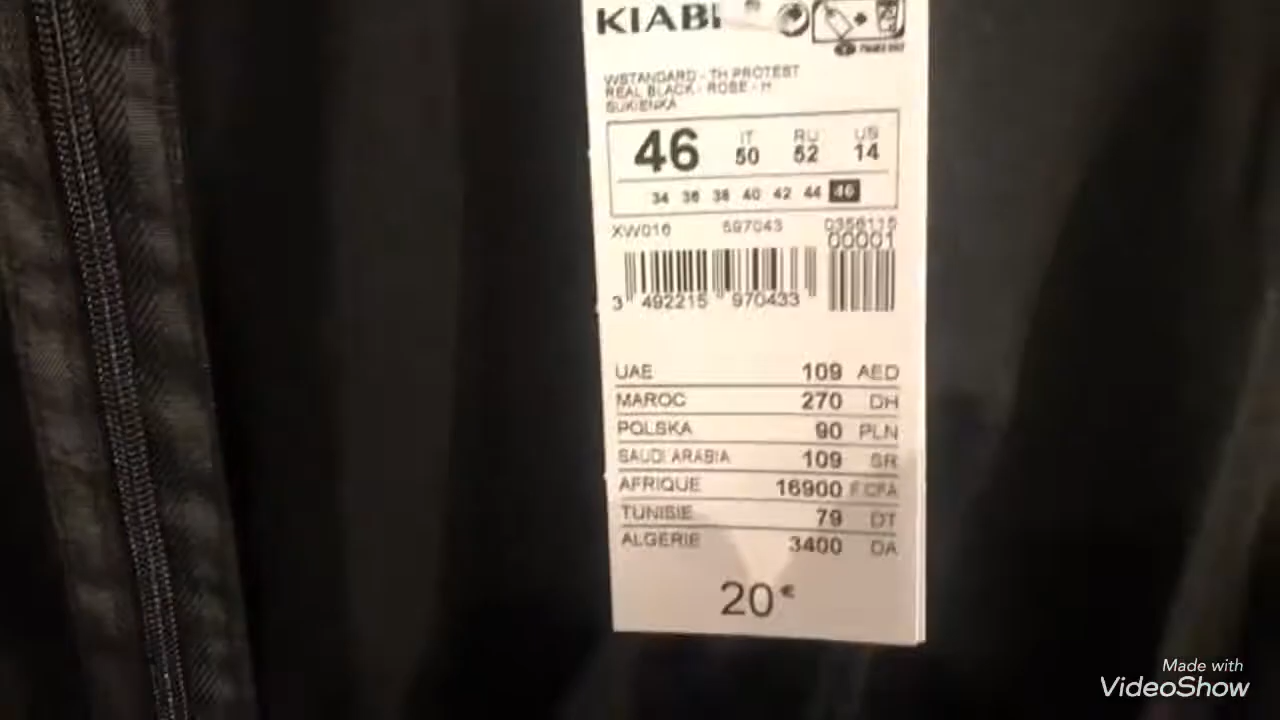 KIABI
WSTANDARD - TH PROTEST
REAL BLACK - ROBE - H
SUKIENKA
46 IT 50 RU 52 US 14
34 36 38 40 42 44 46
XW016 597043 0356115
00001
3 492215 970433
UAE 109 AED
MAROC 270 DH
POLSKA 90 PLN
SAUDI ARABIA 109 SR
AFRIQUE 16900 F CFA
TUNISIE 79 DT
ALGERIE 3400 DA
20€
Made with
VideoShow